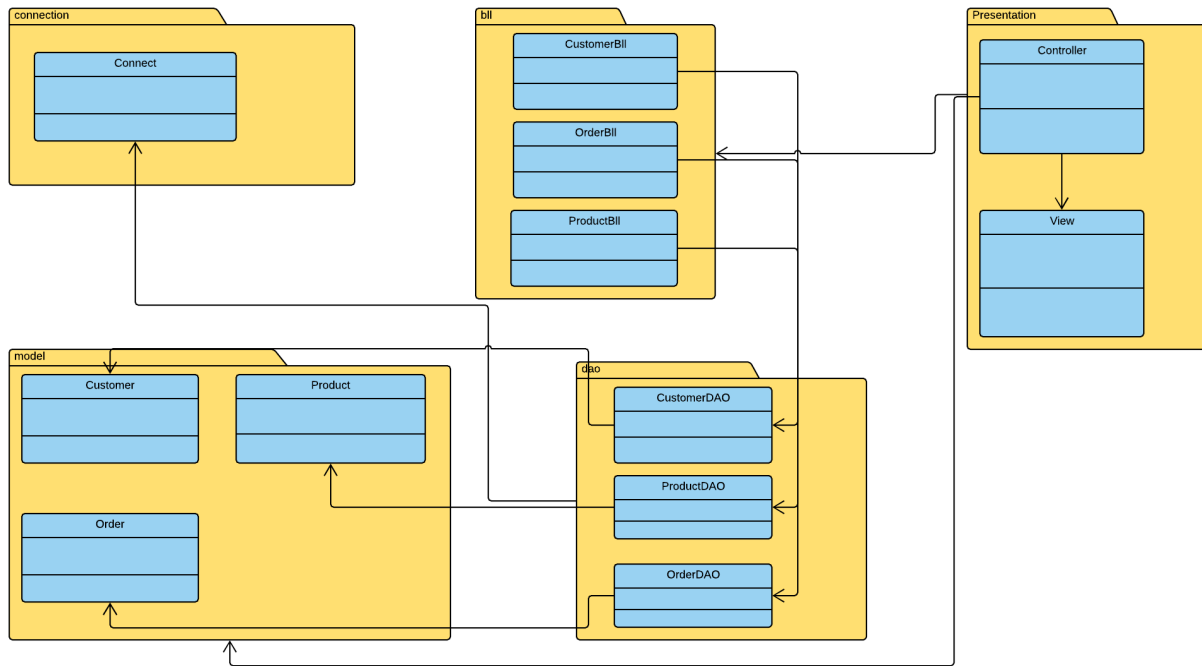 connection
Connect
bll
CustomerBll
OrderBll
ProductBll
Presentation
Controller
View
model
Customer
Product
Order
dao
CustomerDAO
ProductDAO
OrderDAO